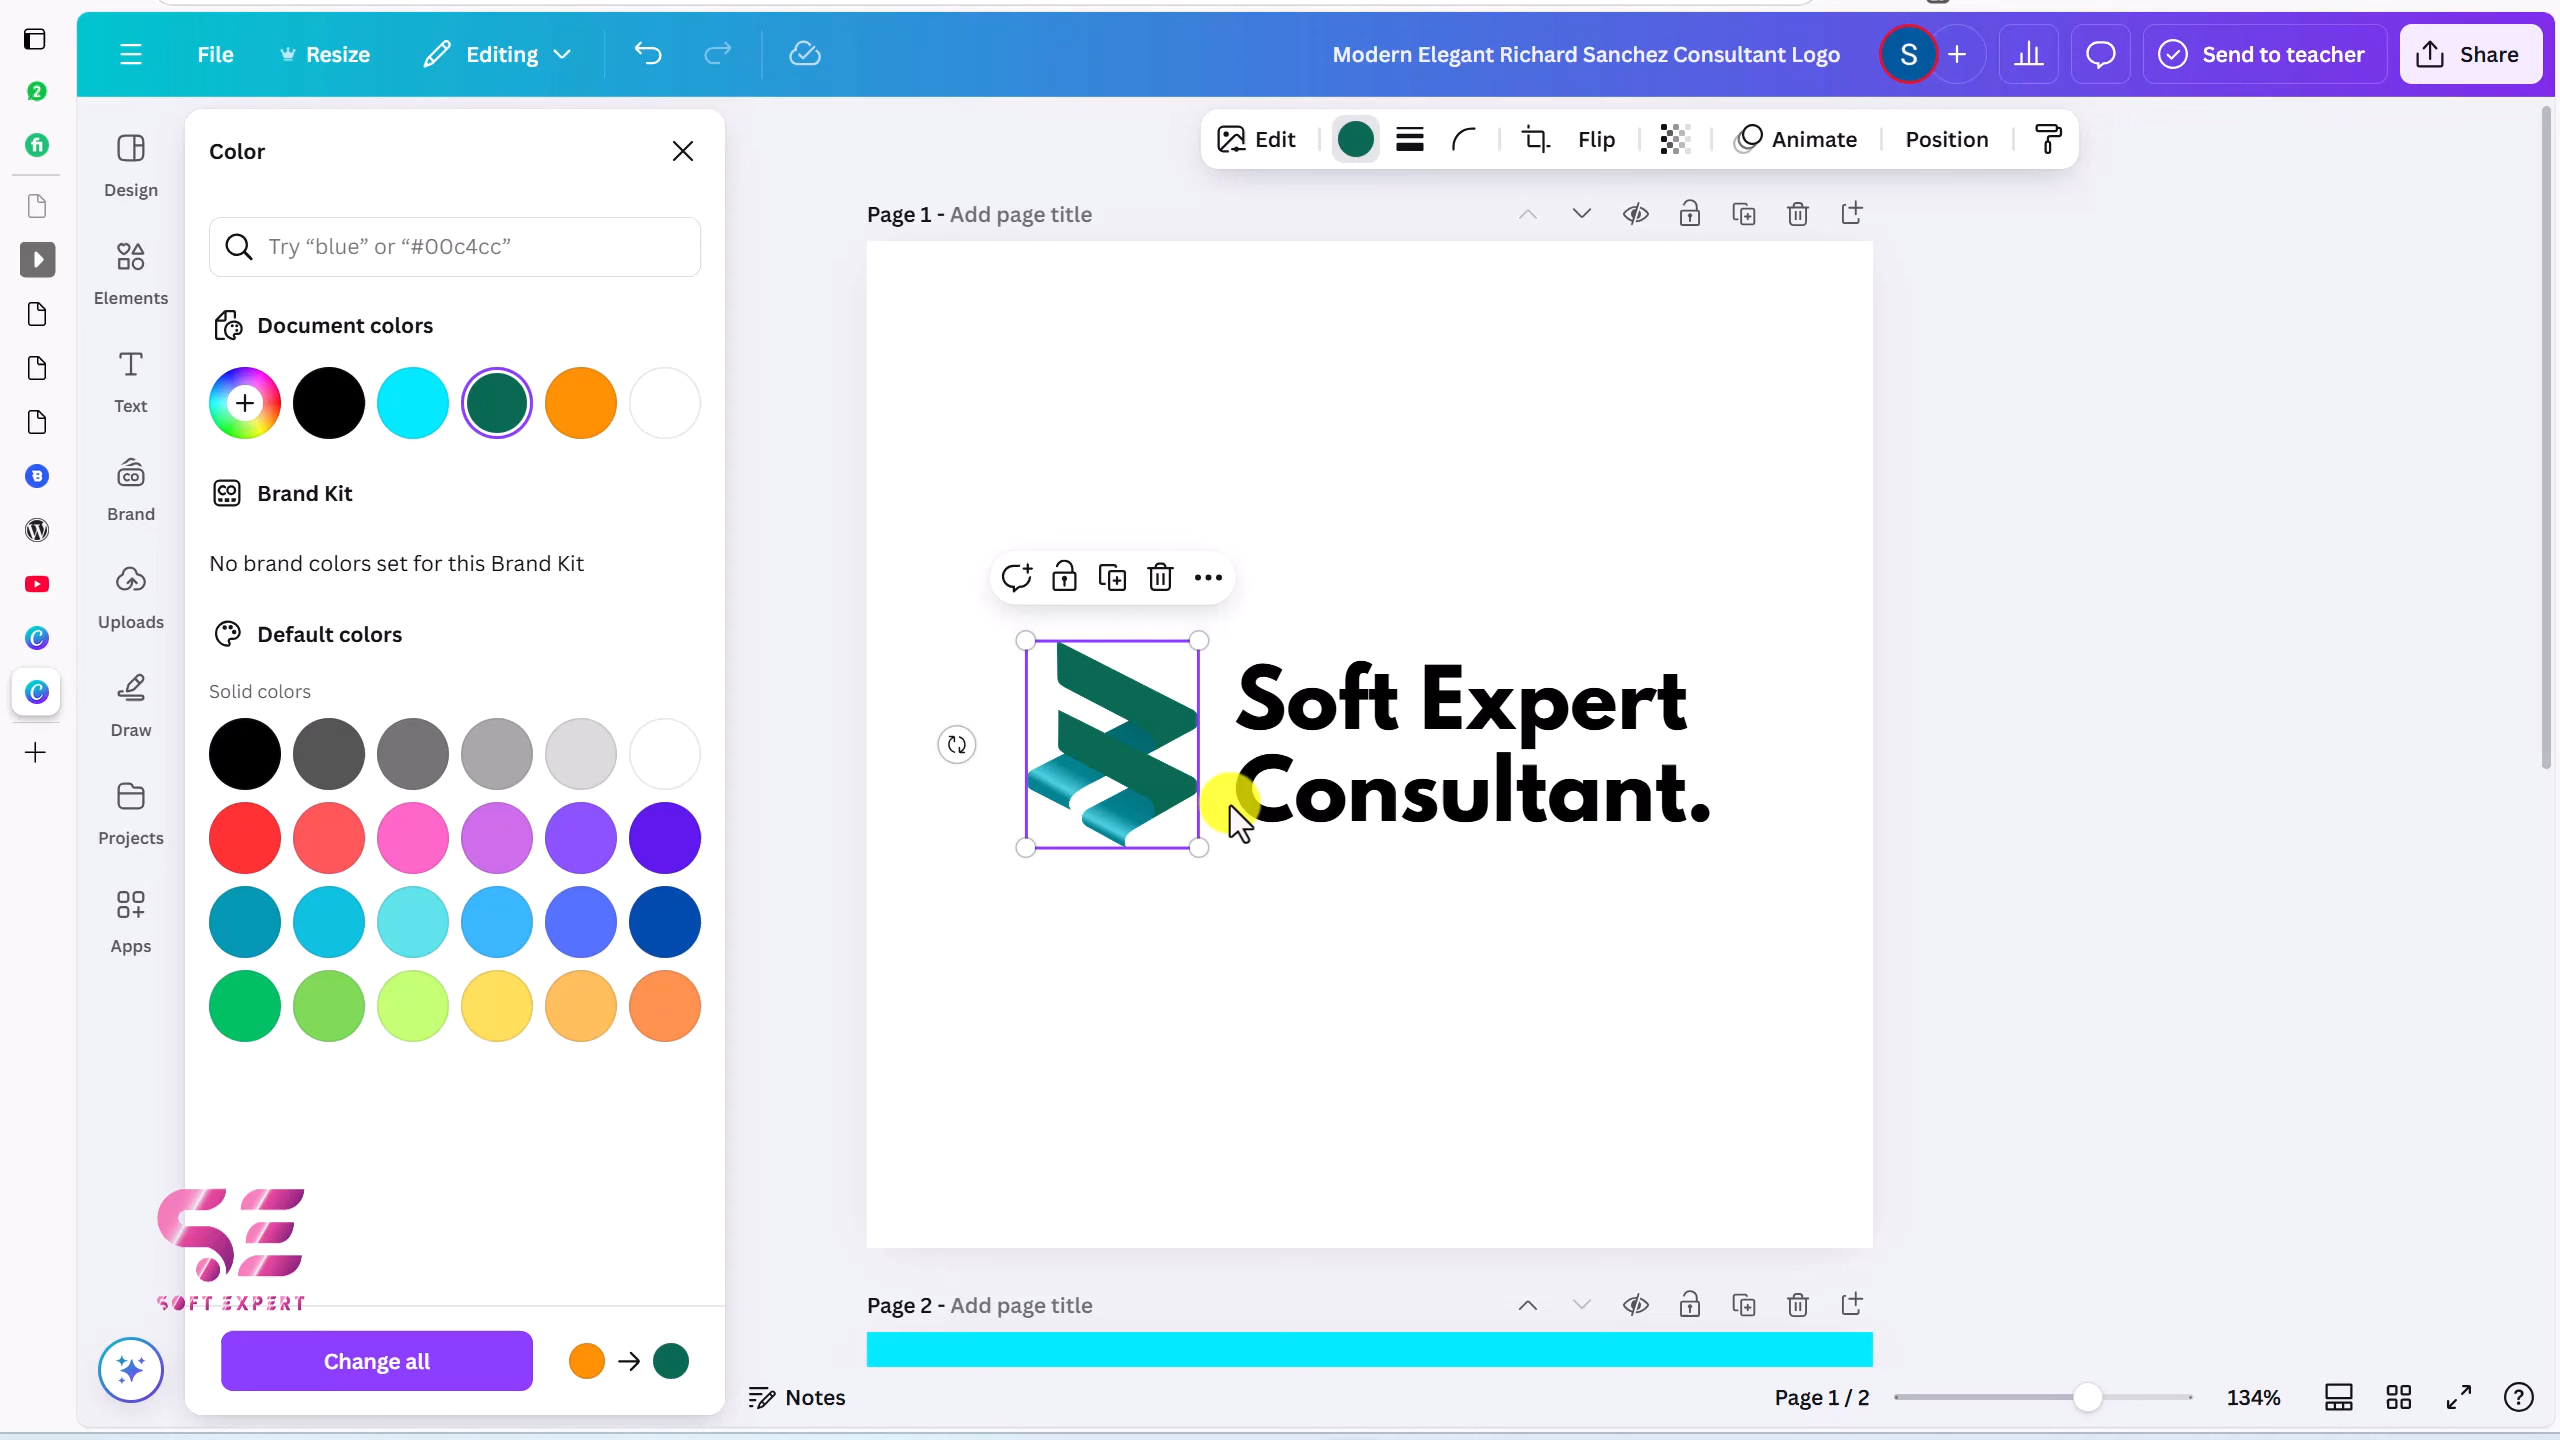 File
Resize
Editing
Modern Elegant Richard Sanchez Consultant Logo
S
Send to teacher
Share
2
fi
Design
Elements
Text
Brand
Uploads
Draw
Projects
Apps
Color
Try “blue” or “#00c4cc”
Document colors
Brand Kit
No brand colors set for this Brand Kit
Default colors
Solid colors
SE
SOFT EXPERT
Change all
Edit
Flip
Animate
Position
Page 1 - Add page title
Soft Expert
Consultant.
Page 2 - Add page title
Notes
Page 1 / 2
134%